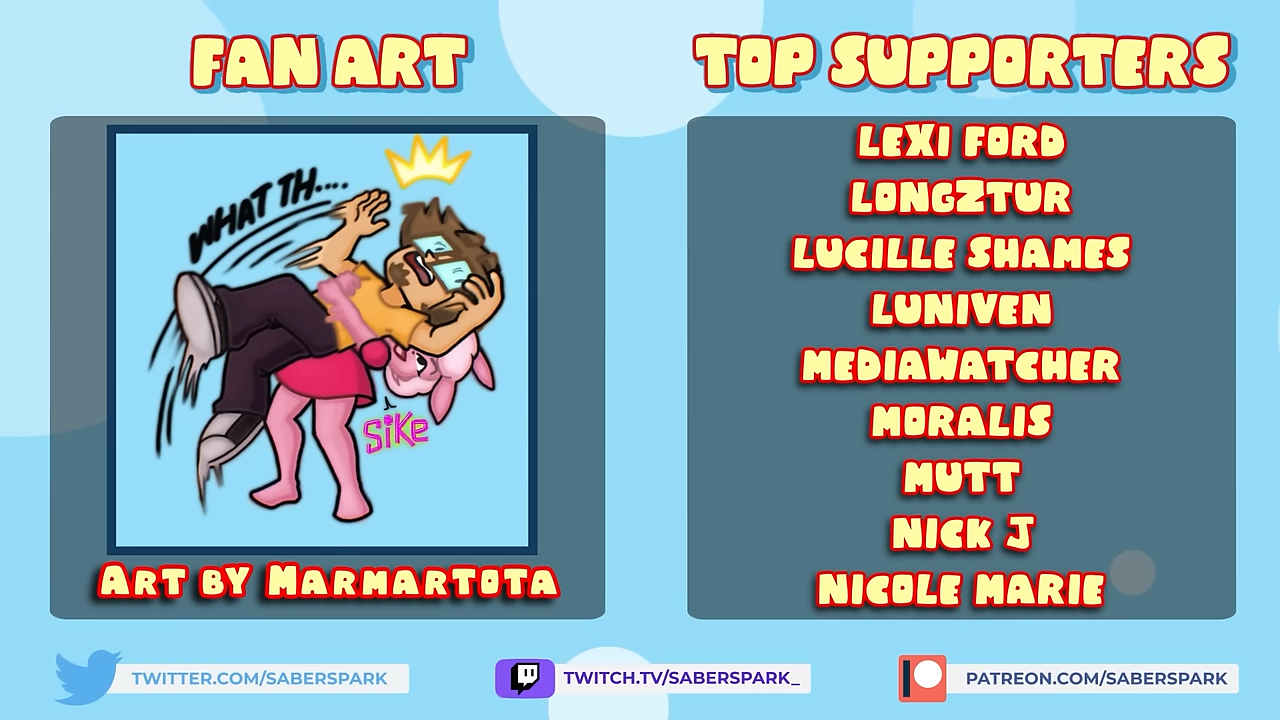 FAN ART
WHAT TH....
SIKE
ART BY MARMARTOTA
TOP SUPPORTERS
LEXI FORD
LONGZTUR
LUCILLE SHAMES
LUNIVEN
MEDIAWATCHER
MORALIS
MUTT
NICK J
NICOLE MARIE
TWITTER.COM/SABERSPARK
TWITCH.TV/SABERSPARK_
PATREON.COM/SABERSPARK